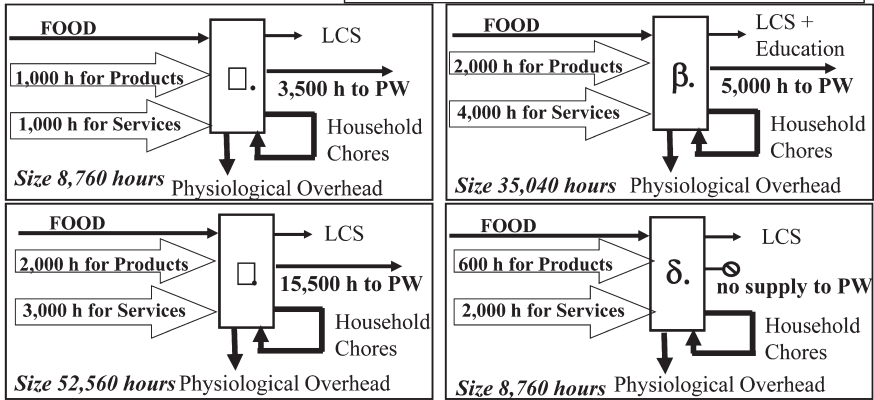 FOOD
LCS
1,000 h for Products
□.
3,500 h to PW
1,000 h for Services
Household
Chores
Size 8,760 hours
Physiological Overhead
FOOD
LCS +
Education
2,000 h for Products
β.
5,000 h to PW
4,000 h for Services
Household
Chores
Size 35,040 hours
Physiological Overhead
FOOD
LCS
2,000 h for Products
□.
15,500 h to PW
3,000 h for Services
Household
Chores
Size 52,560 hours
Physiological Overhead
FOOD
LCS
600 h for Products
δ.
no supply to PW
2,000 h for Services
Household
Chores
Size 8,760 hours
Physiological Overhead